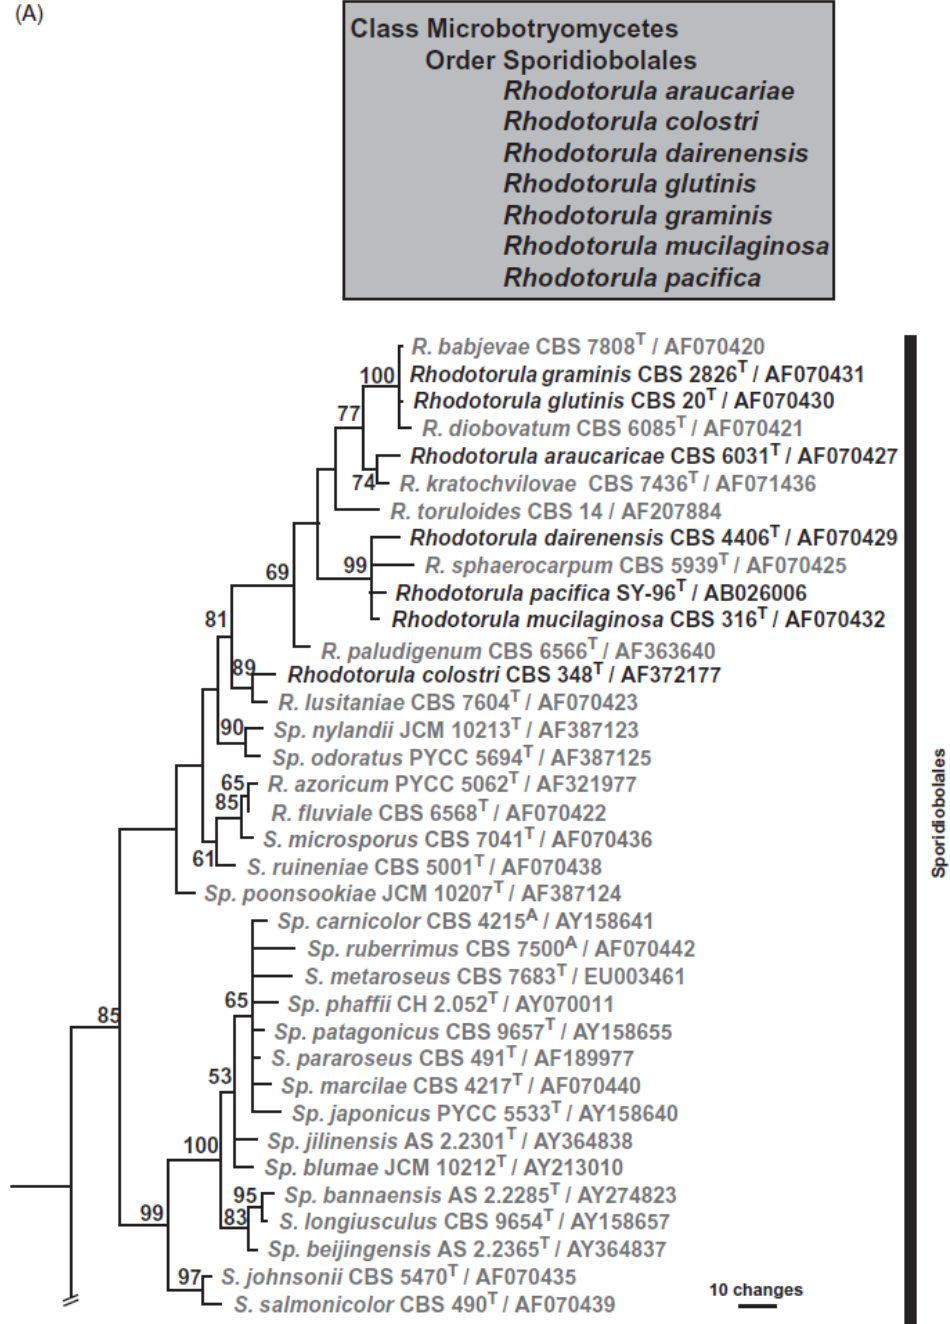 (A)
Class Microbotryomycetes
Order Sporidiobolales
Rhodotorula araucariae
Rhodotorula colostri
Rhodotorula dairenensis
Rhodotorula glutinis
Rhodotorula graminis
Rhodotorula mucilaginosa
Rhodotorula pacifica
R. babjevae CBS 7808T / AF070420
100 Rhodotorula graminis CBS 2826T / AF070431
Rhodotorula glutinis CBS 20T / AF070430
77
R. diobovatum CBS 6085T / AF070421
Rhodotorula araucaricae CBS 6031T / AF070427
74 R. kratochvilovae CBS 7436T / AF071436
R. toruloides CBS 14 / AF207884
Rhodotorula dairenensis CBS 4406T / AF070429
99 R. sphaerocarpum CBS 5939T / AF070425
69
Rhodotorula pacifica SY-96T / AB026006
Rhodotorula mucilaginosa CBS 316T / AF070432
81
R. paludigenum CBS 6566T / AF363640
89 Rhodotorula colostri CBS 348T / AF372177
R. lusitaniae CBS 7604T / AF070423
90 Sp. nylandii JCM 10213T / AF387123
Sp. odoratus PYCC 5694T / AF387125
65 R. azoricum PYCC 5062T / AF321977
85 R. fluviale CBS 6568T / AF070422
S. microsporus CBS 7041T / AF070436
61 S. ruineniae CBS 5001T / AF070438
Sp. poonsookiae JCM 10207T / AF387124
Sp. carnicolor CBS 4215A / AY158641
Sp. ruberrimus CBS 7500A / AF070442
S. metaroseus CBS 7683T / EU003461
65 Sp. phaffii CH 2.052T / AY070011
85
Sp. patagonicus CBS 9657T / AY158655
S. pararoseus CBS 491T / AF189977
53 Sp. marcilae CBS 4217T / AF070440
Sp. japonicus PYCC 5533T / AY158640
100 Sp. jilinensis AS 2.2301T / AY364838
Sp. blumae JCM 10212T / AY213010
95 Sp. bannaensis AS 2.2285T / AY274823
99 83 S. longiusculus CBS 9654T / AY158657
Sp. beijingensis AS 2.2365T / AY364837
97 S. johnsonii CBS 5470T / AF070435
S. salmonicolor CBS 490T / AF070439
10 changes
Sporidiobolales